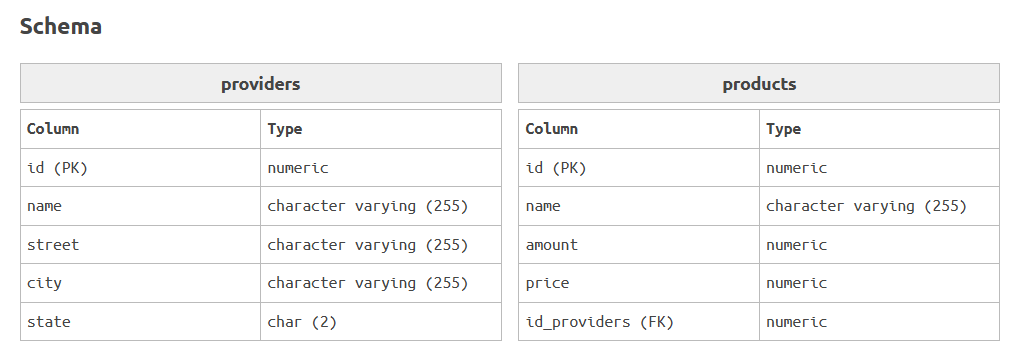 Schema
providers
Column Type
id (PK) numeric
name character varying (255)
street character varying (255)
city character varying (255)
state char (2)
products
Column Type
id (PK) numeric
name character varying (255)
amount numeric
price numeric
id_providers (FK) numeric